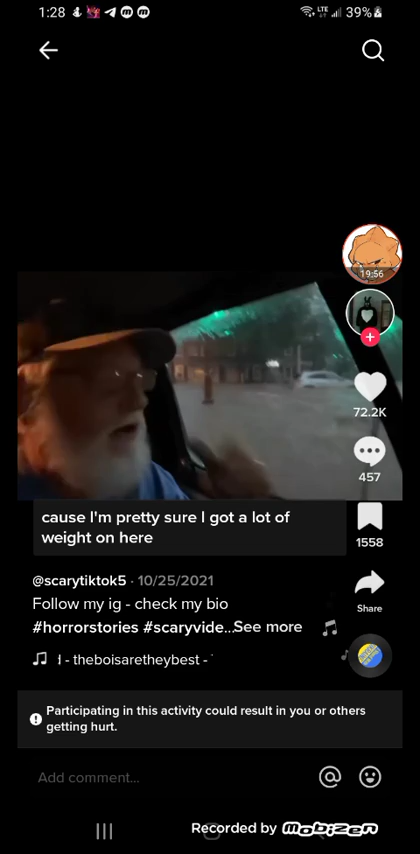 1:28 LTE 39%
19:56
72.2K
457
cause I'm pretty sure I got a lot of
weight on here
1558
@scarytiktok5 · 10/25/2021
Follow my ig - check my bio
Share
#horrorstories #scaryvide...See more
- theboisaretheybest -
Participating in this activity could result in you or others
getting hurt.
Add comment...
Recorded by Mobizen